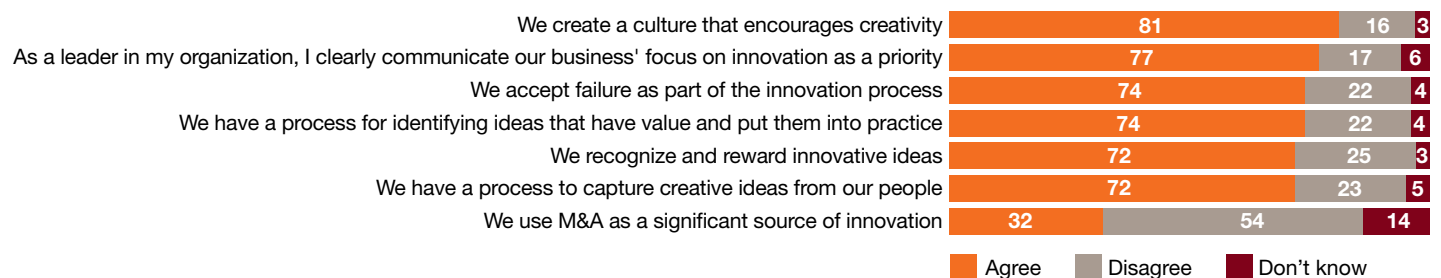 We create a culture that encourages creativity 81 16 3
As a leader in my organization, I clearly communicate our business' focus on innovation as a priority 77 17 6
We accept failure as part of the innovation process 74 22 4
We have a process for identifying ideas that have value and put them into practice 74 22 4
We recognize and reward innovative ideas 72 25 3
We have a process to capture creative ideas from our people 72 23 5
We use M&A as a significant source of innovation 32 54 14
Agree Disagree Don’t know